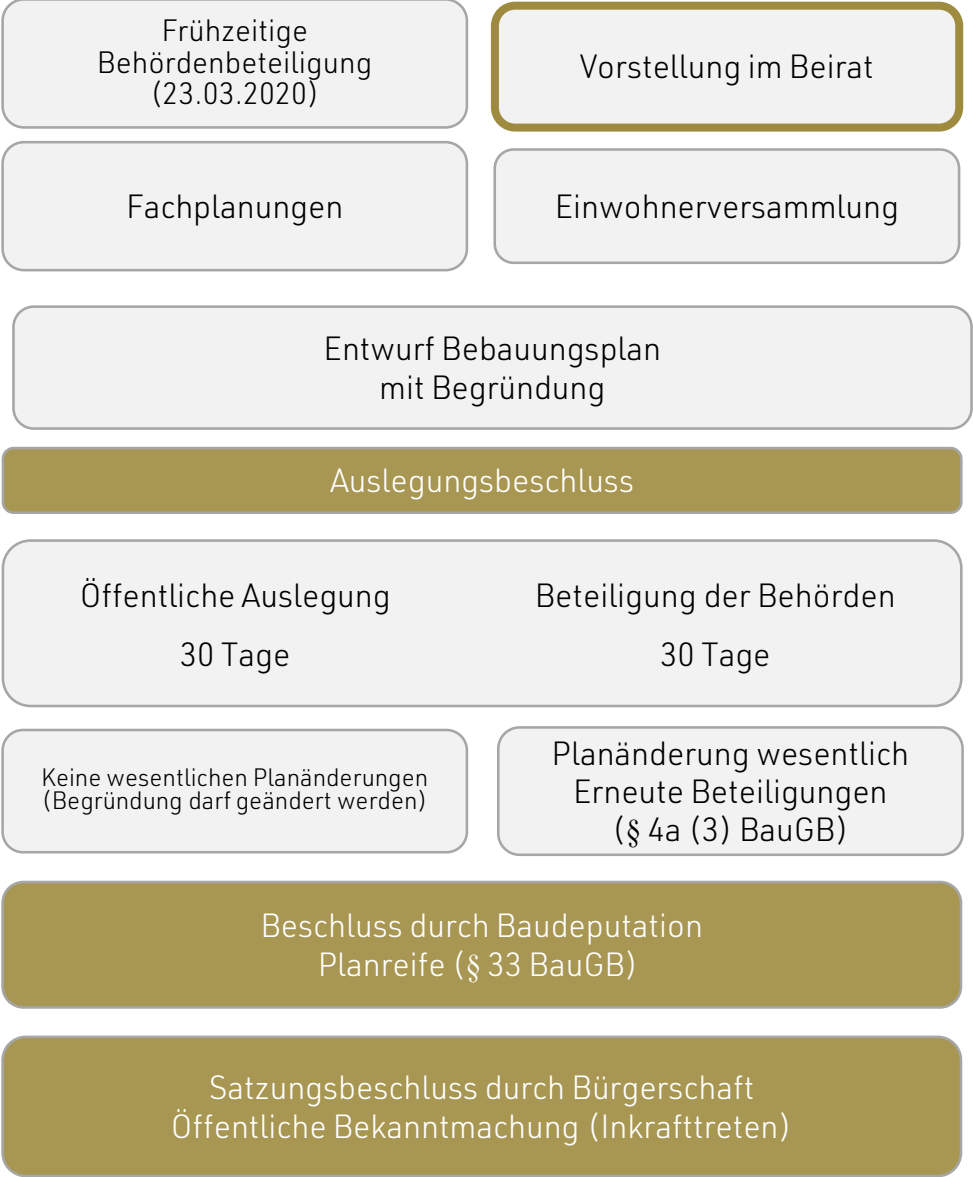 Frühzeitige
Behördenbeteiligung
(23.03.2020)
Vorstellung im Beirat
Fachplanungen
Einwohnerversammlung
Entwurf Bebauungsplan
mit Begründung
Auslegungsbeschluss
Öffentliche Auslegung
30 Tage
Beteiligung der Behörden
30 Tage
Keine wesentlichen Planänderungen
(Begründung darf geändert werden)
Planänderung wesentlich
Erneute Beteiligungen
(§ 4a (3) BauGB)
Beschluss durch Baudeputation
Planreife (§ 33 BauGB)
Satzungsbeschluss durch Bürgerschaft
Öffentliche Bekanntmachung (Inkrafttreten)